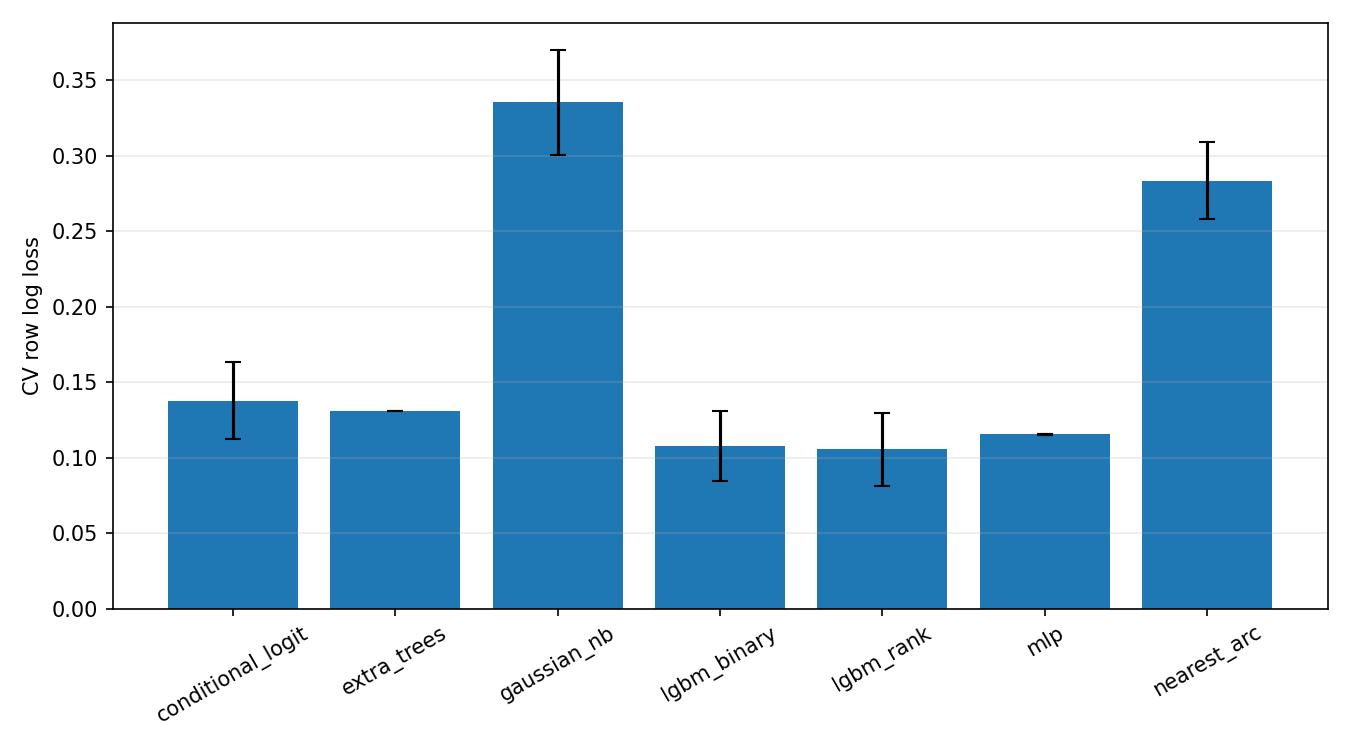 CV row log loss
0.35
0.30
0.25
0.20
0.15
0.10
0.05
0.00
conditional_logit
extra_trees
gaussian_nb
lgbm_binary
lgbm_rank
mlp
nearest_arc